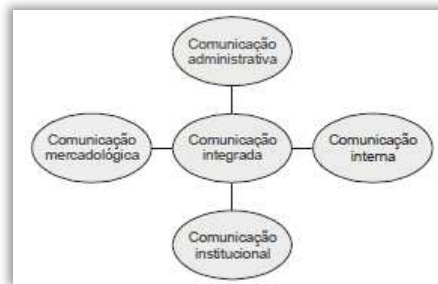 Comunicação
administrativa
Comunicação
mercadológica
Comunicação
integrada
Comunicação
interna
Comunicação
institucional